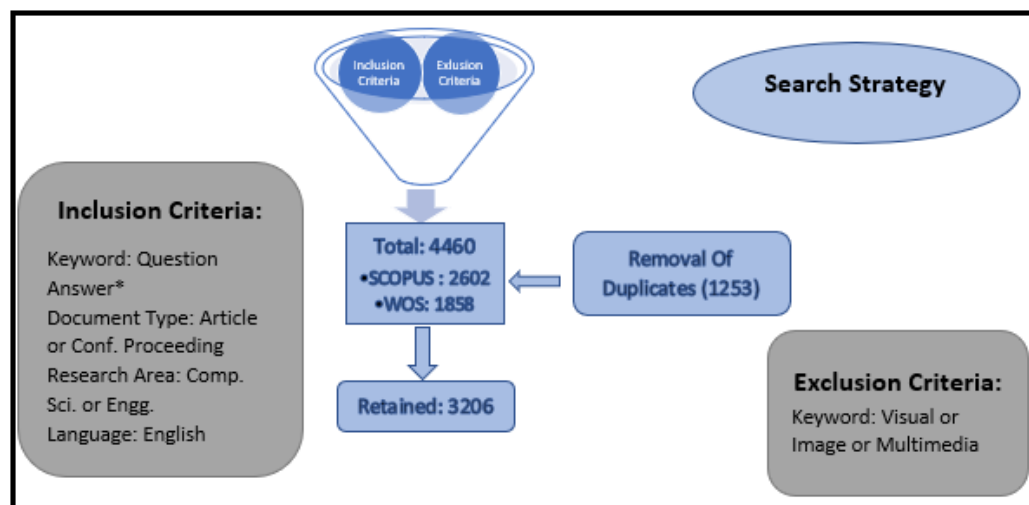 Inclusion
Criteria
Exlusion
Criteria
Search Strategy
Inclusion Criteria:
Keyword: Question
Answer*
Document Type: Article
or Conf. Proceeding
Research Area: Comp.
Sci. or Engg.
Language: English
Total: 4460
•SCOPUS : 2602
•WOS: 1858
Removal Of
Duplicates (1253)
Retained: 3206
Exclusion Criteria:
Keyword: Visual or
Image or Multimedia